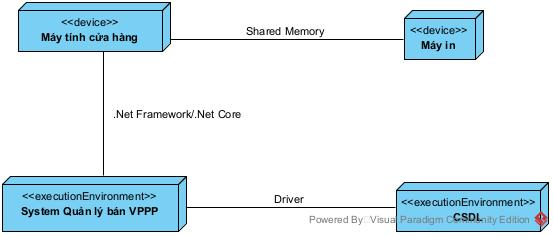 <<device>>
Máy tính cửa hàng
Shared Memory
<<device>>
Máy in
.Net Framework/.Net Core
<<executionEnvironment>>
System Quản lý bán VPPP
Driver
<<executionEnvironment>>
CSDL
Powered By Visual Paradigm Community Edition